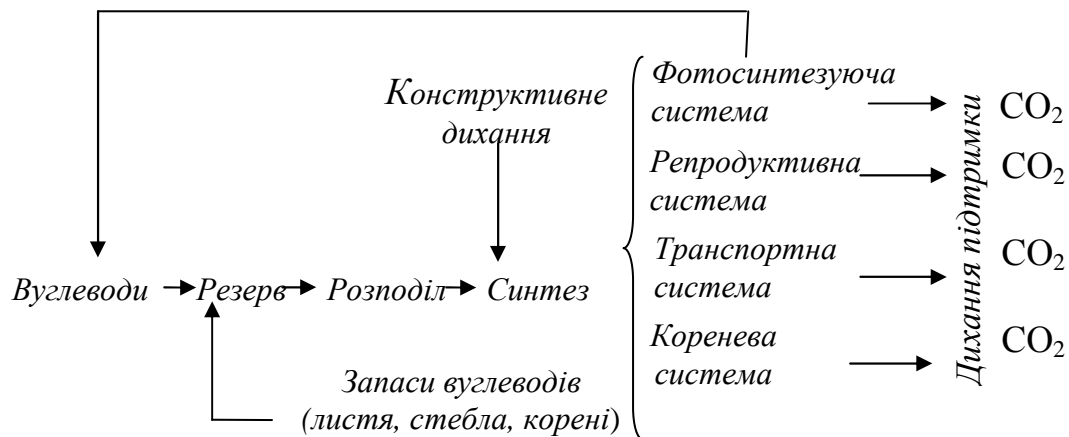 Конструктивне
дихання
Фотосинтезуюча
система
CO₂
Репродуктивна
система
CO₂
Транспортна
система
CO₂
Коренева
система
CO₂
Дихання підтримки
Вуглеводи
Резерв
Розподіл
Синтез
Запаси вуглеводів
(листя, стебла, корені)